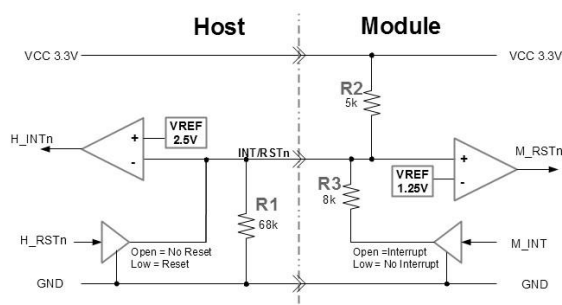 Host Module
VCC 3.3V VCC 3.3V
R2
5k
H_INTn VREF
2.5V
+
-
INT/RSTn
+
-
M_RSTn
VREF
1.25V
R1
68k
R3
8k
H_RSTn
Open = No Reset
Low = Reset
Open =Interrupt
Low = No Interrupt
M_INT
GND GND